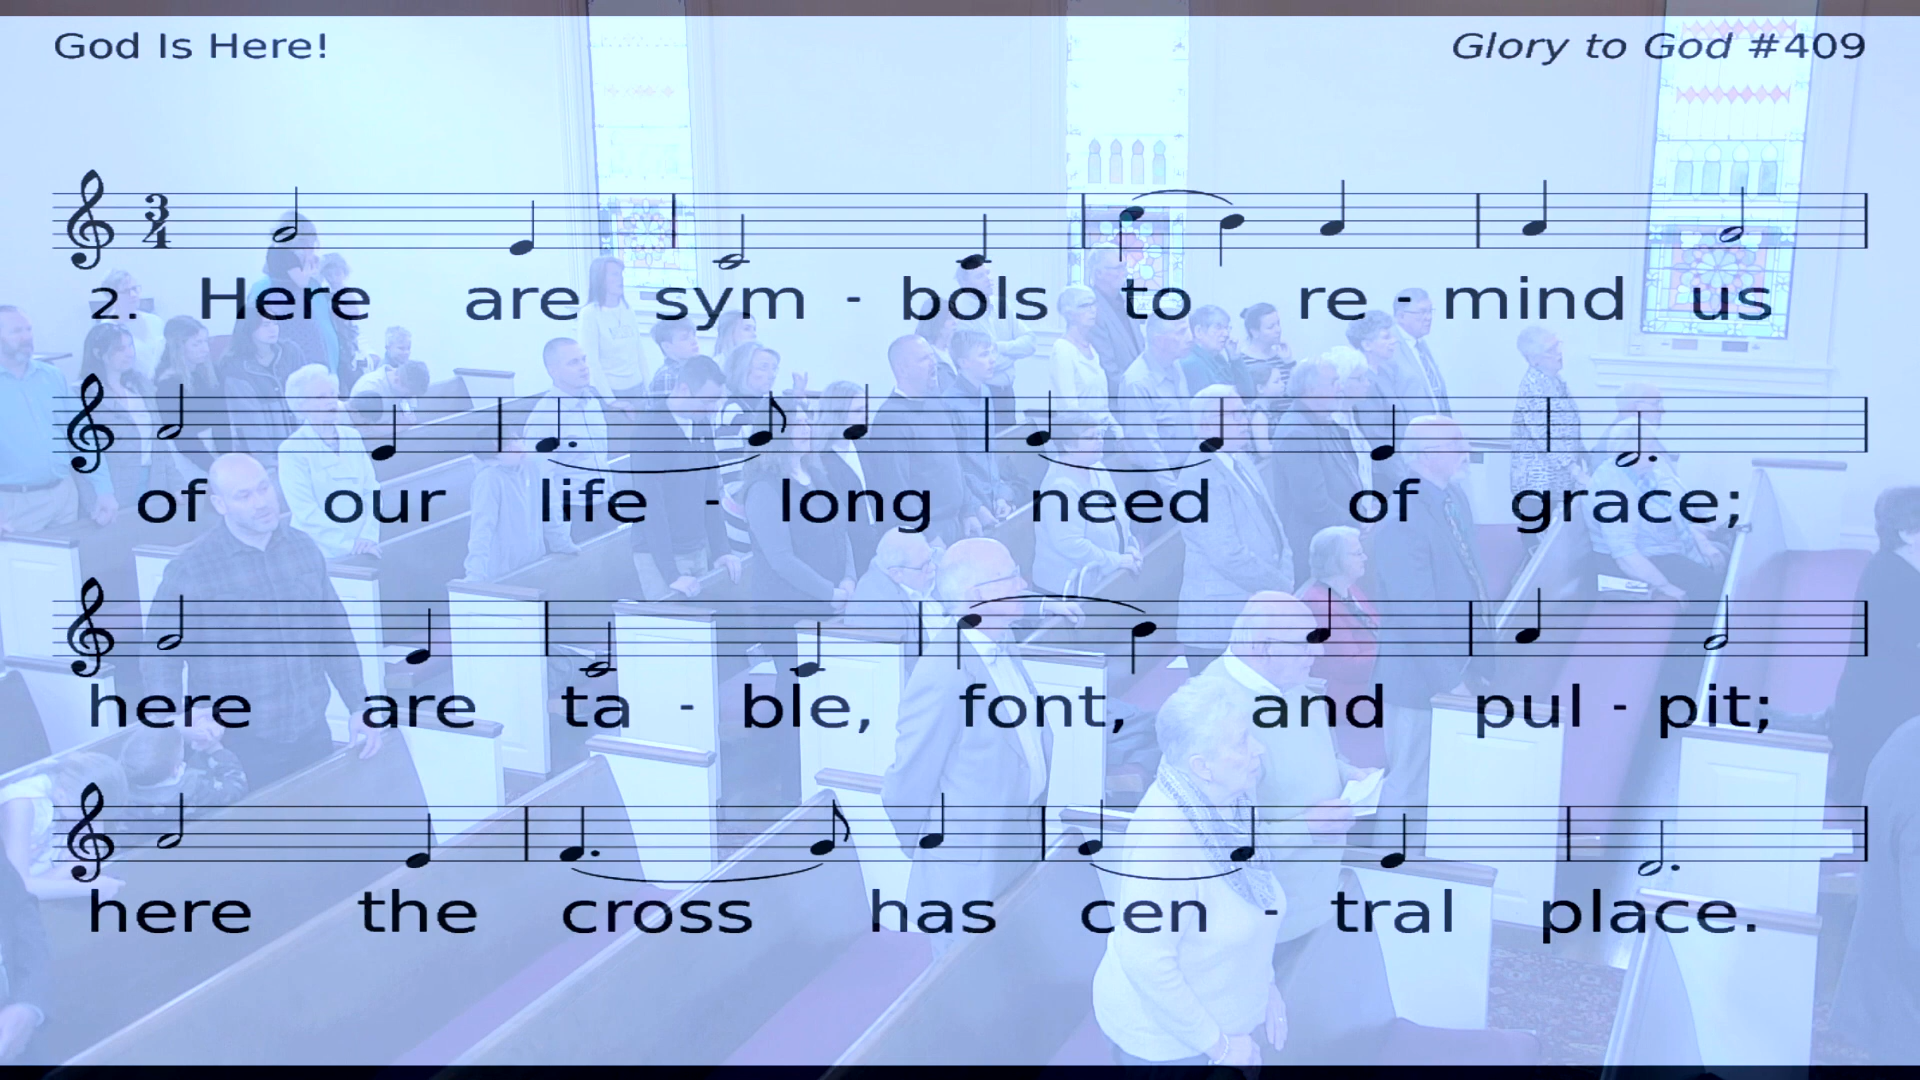 God Is Here!
Glory to God #409
2. Here are sym - bols to re - mind us
of our life - long need of grace;
here are ta - ble, font, and pul - pit;
here the cross has cen - tral place.